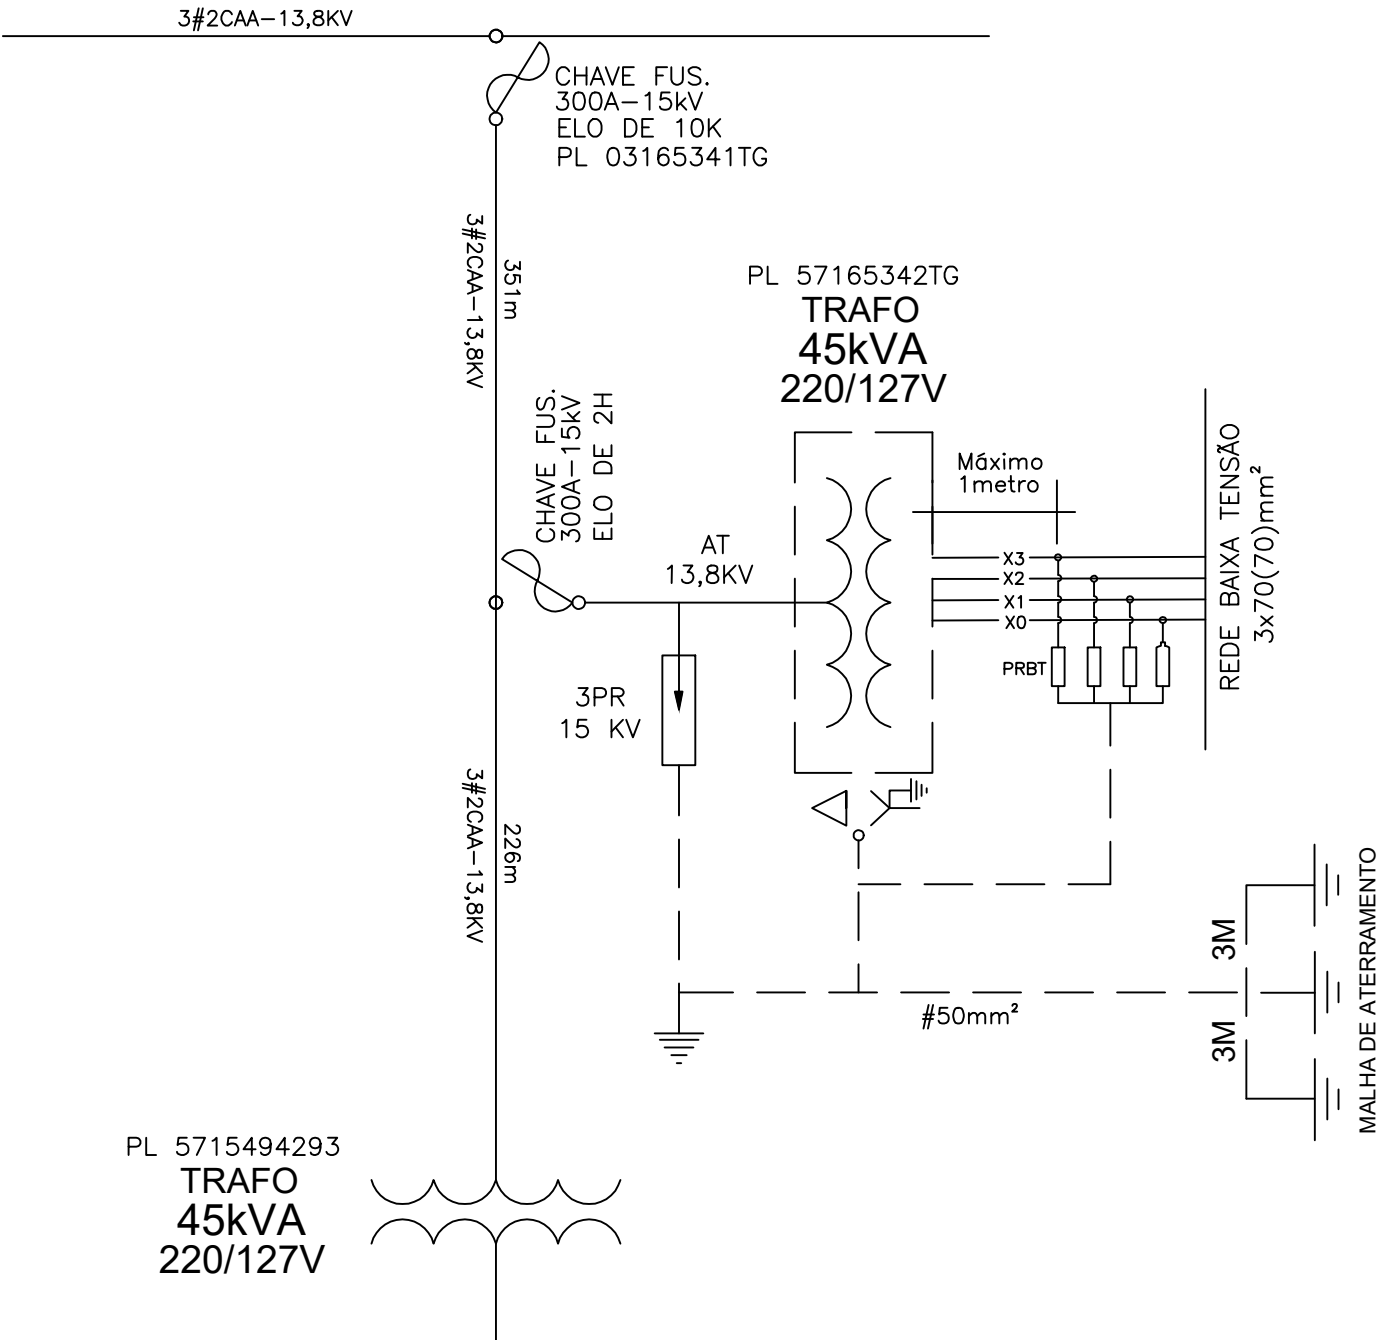 3#2CAA-13,8KV
CHAVE FUS.
300A-15kV
ELO DE 10K
PL 03165341TG
3#2CAA-13,8KV
351m
PL 57165342TG
TRAFO
45kVA
220/127V
CHAVE FUS.
300A-15kV
ELO DE 2H
AT
13,8KV
Máximo
1metro
X3
X2
X1
X0
PRBT
REDE BAIXA TENSÃO
3x70(70)mm²
3PR
15 KV
3#2CAA-13,8KV
226m
#50mm²
3M
3M
MALHA DE ATERRAMENTO
PL 5715494293
TRAFO
45kVA
220/127V